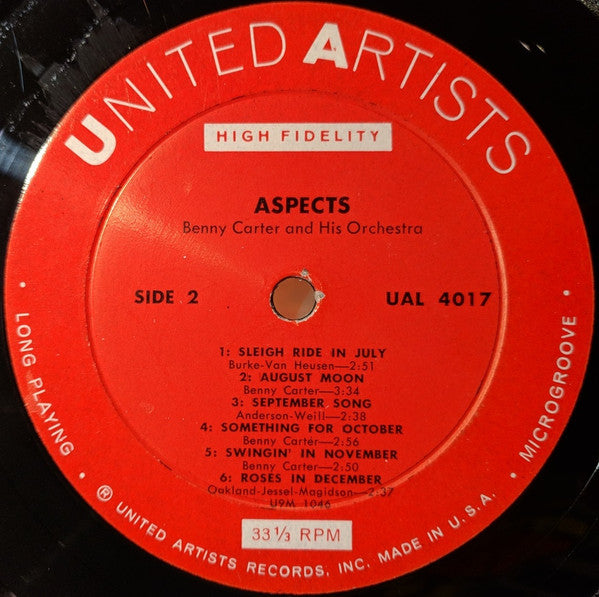 UNITED ARTISTS
HIGH FIDELITY
ASPECTS
Benny Carter and His Orchestra
SIDE 2
UAL 4017
1: SLEIGH RIDE IN JULY
Burke-Van Heusen—2:51
2: AUGUST MOON
Benny Carter—3:34
3: SEPTEMBER SONG
Anderson-Weill—2:38
4: SOMETHING FOR OCTOBER
Benny Carter—2:56
5: SWINGIN' IN NOVEMBER
Benny Carter—2:50
6: ROSES IN DECEMBER
Oakland-Jessel-Magidson—2:37
U9M 1046
33⅓ RPM
• LONG PLAYING •
® UNITED ARTISTS RECORDS, INC. MADE IN U.S.A.
• MICROGROOVE •